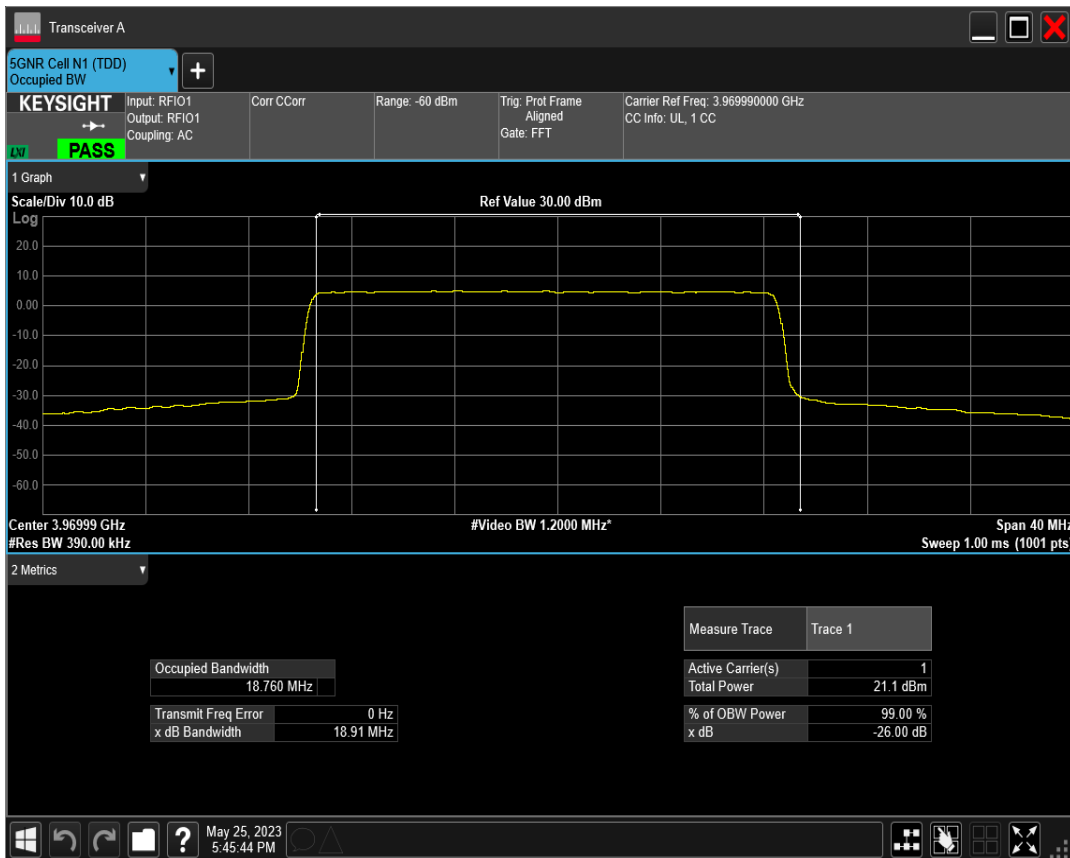 Transceiver A
5GNR Cell N1 (TDD)
Occupied BW
+
KEYSIGHT
LXI
PASS
Input: RFIO1
Output: RFIO1
Coupling: AC
Corr CCorr
Range: -60 dBm
Trig: Prot Frame
Aligned
Gate: FFT
Carrier Ref Freq: 3.969990000 GHz
CC Info: UL, 1 CC
1 Graph
Scale/Div 10.0 dB
Ref Value 30.00 dBm
Log
20.0
10.0
0.00
-10.0
-20.0
-30.0
-40.0
-50.0
-60.0
Center 3.96999 GHz
#Video BW 1.2000 MHz*
Span 40 MHz
#Res BW 390.00 kHz
Sweep 1.00 ms (1001 pts)
2 Metrics
Measure Trace Trace 1
Occupied Bandwidth
18.760 MHz
Active Carrier(s) 1
Total Power 21.1 dBm
Transmit Freq Error 0 Hz
x dB Bandwidth 18.91 MHz
% of OBW Power 99.00 %
x dB -26.00 dB
?
May 25, 2023
5:45:44 PM